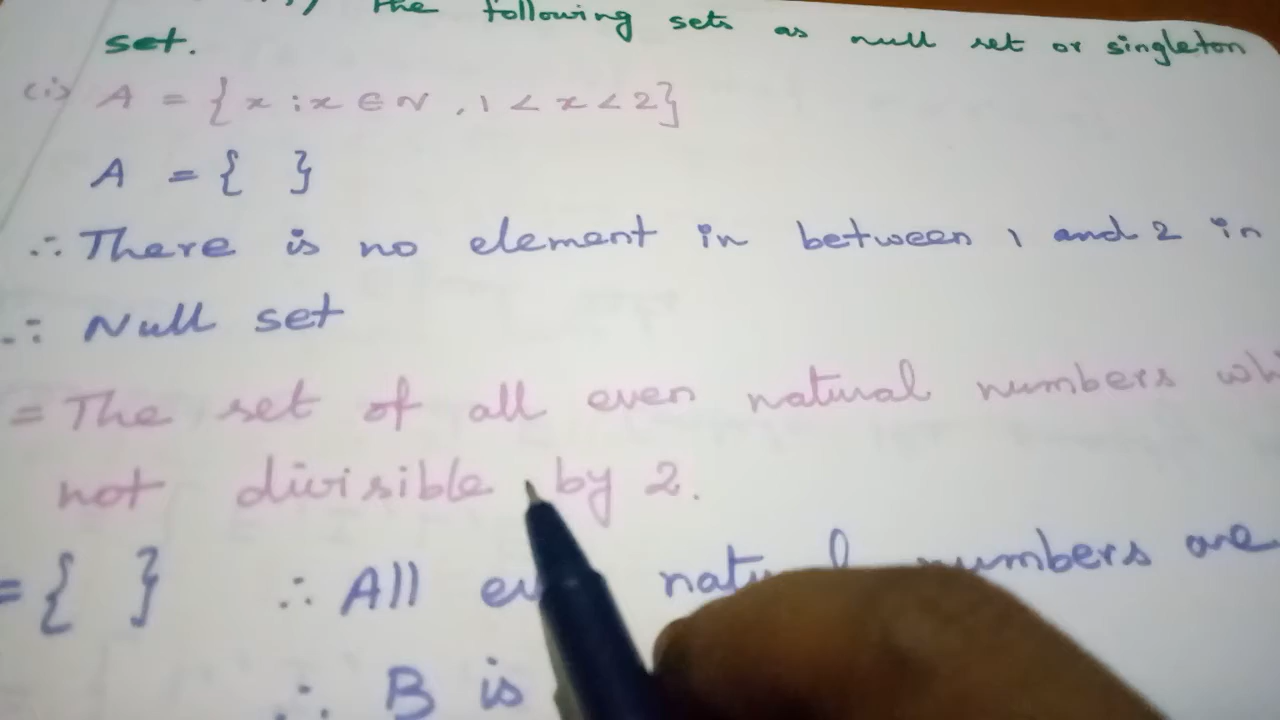 the following sets as null set or singleton
set.
(i) A = {x : x ∈ N , 1 < x < 2}
A = { }
∴ There is no element in between 1 and 2 in
∴ Null set
= The set of all even natural numbers
not divisible by 2.
= { } ∴ All numbers are
∴ B is